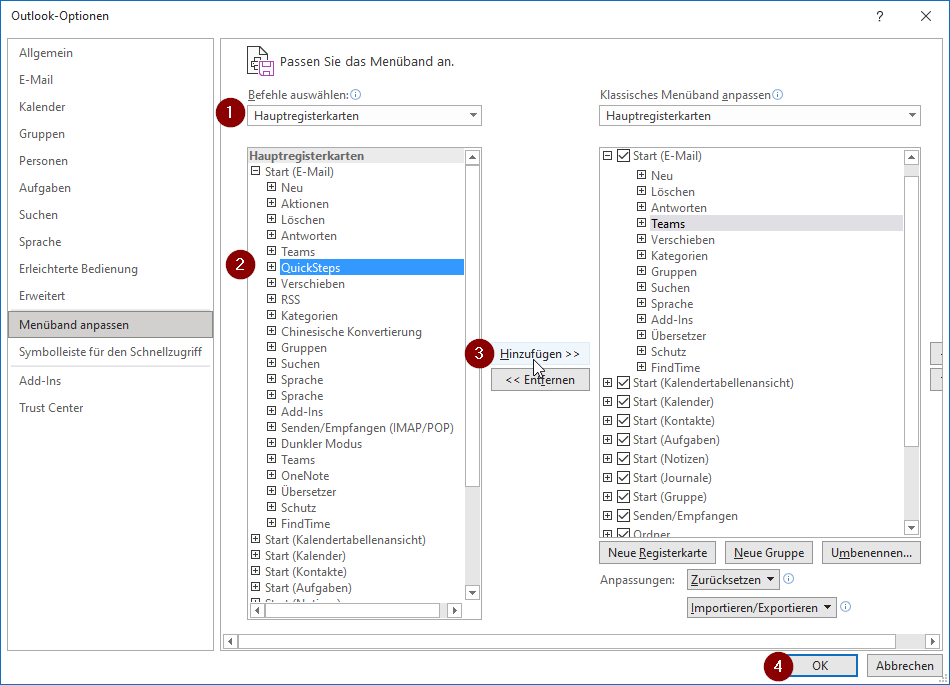 Outlook-Optionen
?
Allgemein
E-Mail
Kalender
Gruppen
Personen
Aufgaben
Suchen
Sprache
Erleichterte Bedienung
Erweitert
Menüband anpassen
Symbolleiste für den Schnellzugriff
Add-Ins
Trust Center
Passen Sie das Menüband an.
Befehle auswählen:
1
Hauptregisterkarten
Hauptregisterkarten
Start (E-Mail)
Neu
Aktionen
Löschen
Antworten
Teams
2
QuickSteps
Verschieben
RSS
Kategorien
Chinesische Konvertierung
Gruppen
Suchen
Sprache
Sprache
Add-Ins
Senden/Empfangen (IMAP/POP)
Dunkler Modus
Teams
OneNote
Übersetzer
Schutz
FindTime
Start (Kalendertabellenansicht)
Start (Kalender)
Start (Kontakte)
Start (Aufgaben)
Start (Notizen)
3
Hinzufügen >>
<< Entfernen
Klassisches Menüband anpassen
Hauptregisterkarten
Start (E-Mail)
Neu
Löschen
Antworten
Teams
Verschieben
Kategorien
Gruppen
Suchen
Sprache
Add-Ins
Übersetzer
Schutz
FindTime
Start (Kalendertabellenansicht)
Start (Kalender)
Start (Kontakte)
Start (Aufgaben)
Start (Notizen)
Start (Journale)
Start (Gruppe)
Senden/Empfangen
Ordner
Neue Registerkarte
Neue Gruppe
Umbenennen...
Anpassungen:
Zurücksetzen
Importieren/Exportieren
4
OK
Abbrechen